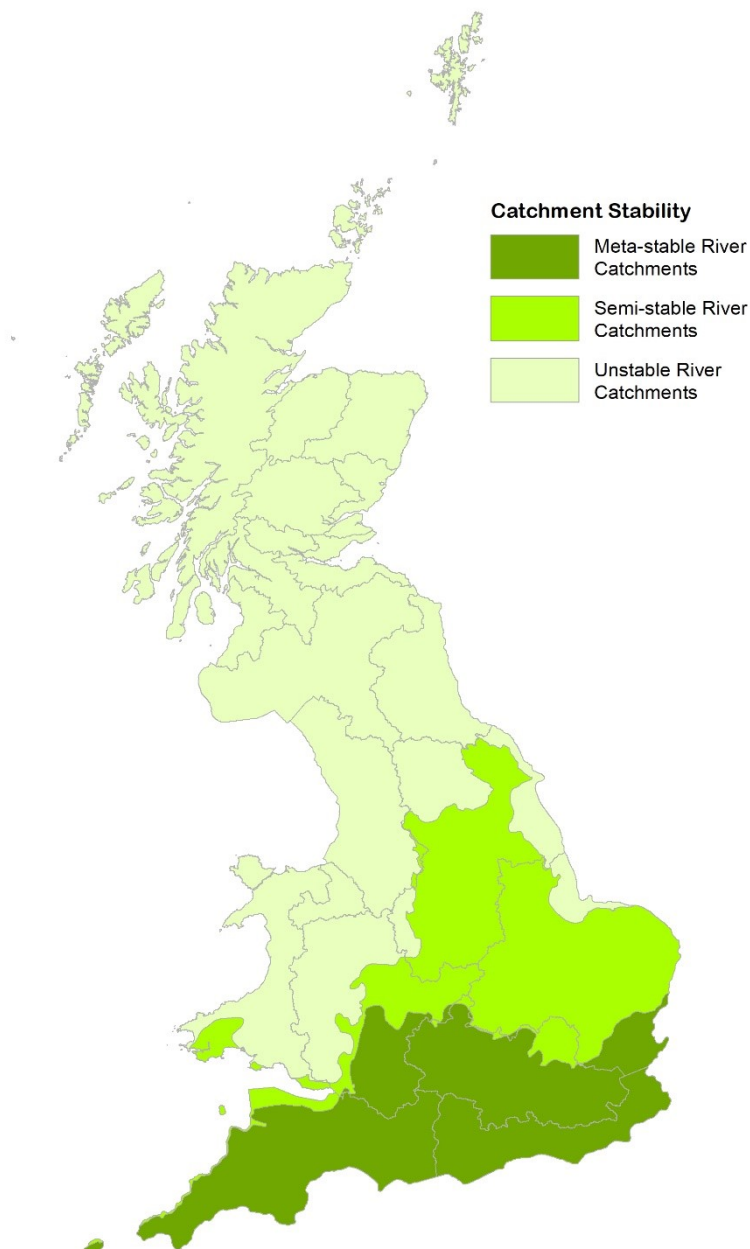 Catchment Stability
Meta-stable River
Catchments
Semi-stable River
Catchments
Unstable River
Catchments